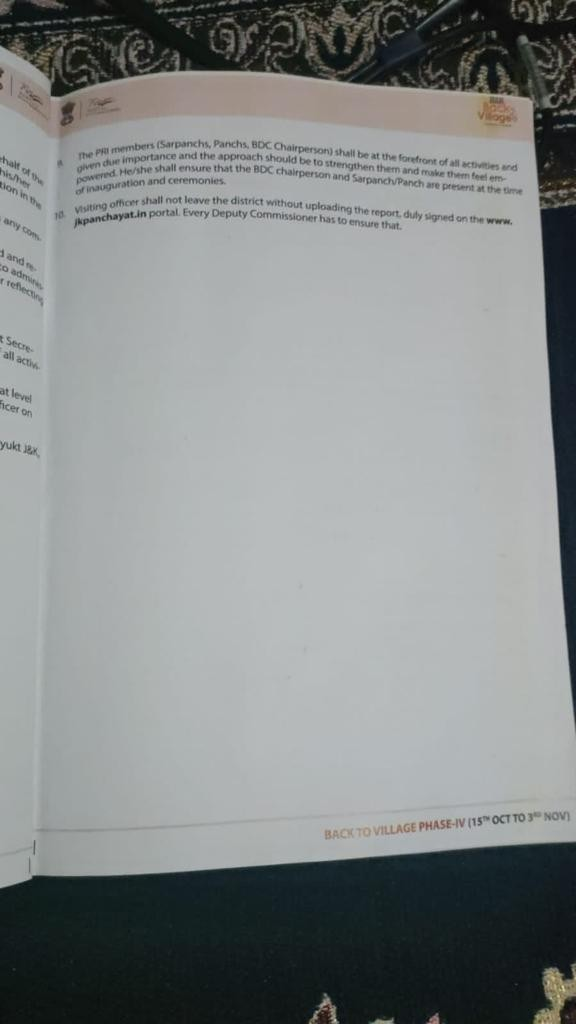 half of the
his/her
tion in the
any com-
d and re-
to adminis-
r reflecting
t Secre-
all activi-
at level
ficer on
yukt J&K,
Back to
Village
9. The PRI members (Sarpanchs, Panchs, BDC Chairperson) shall be at the forefront of all activities and
given due importance and the approach should be to strengthen them and make them feel em-
powered. He/she shall ensure that the BDC chairperson and Sarpanch/Panch are present at the time
of inauguration and ceremonies.
10. Visiting officer shall not leave the district without uploading the report, duly signed on the www.
jkpanchayat.in portal. Every Deputy Commissioner has to ensure that.
BACK TO VILLAGE PHASE-IV (15TH OCT TO 3RD NOV)